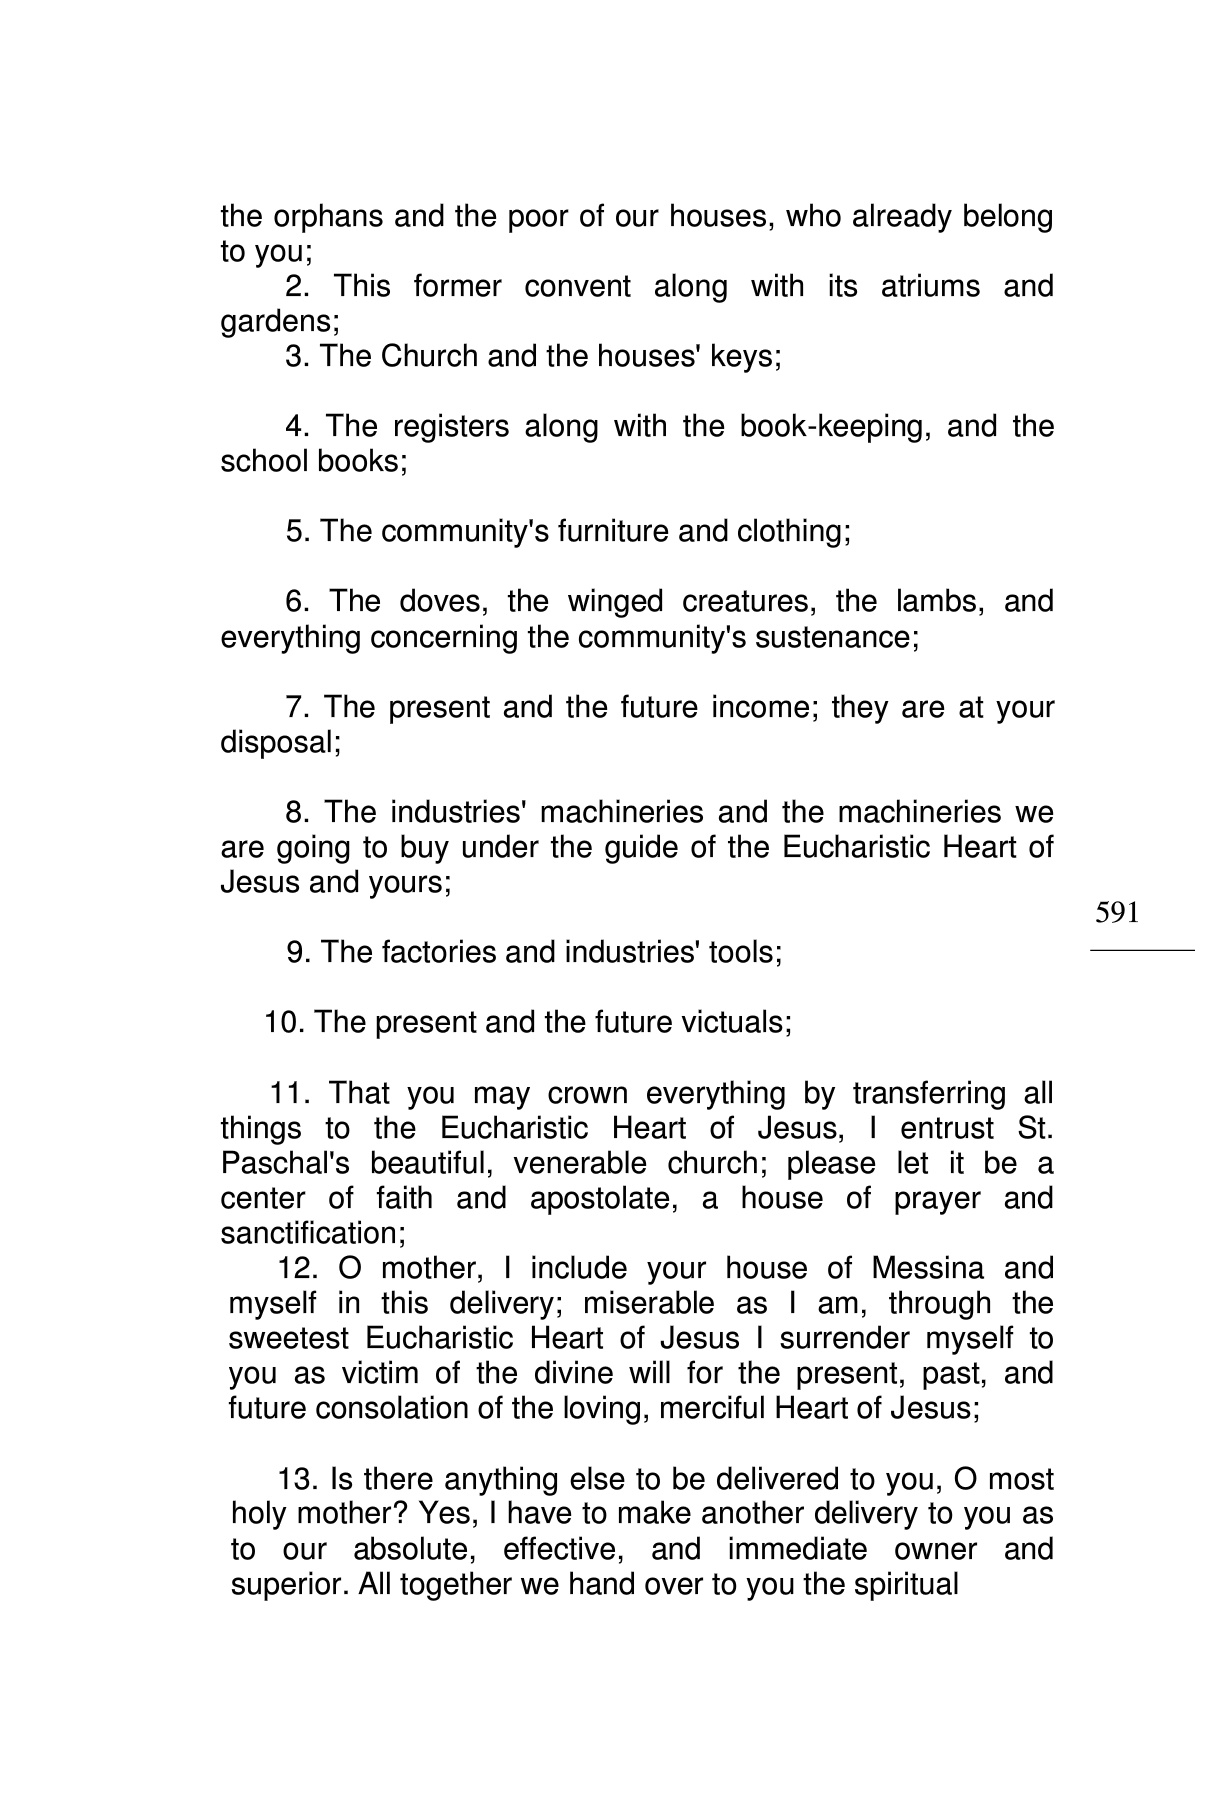 the orphans and the poor of our houses, who already belong
to you;
2. This former convent along with its atriums and
gardens;
3. The Church and the houses' keys;
4. The registers along with the book-keeping, and the
school books;
5. The community's furniture and clothing;
6. The doves, the winged creatures, the lambs, and
everything concerning the community's sustenance;
7. The present and the future income; they are at your
disposal;
8. The industries' machineries and the machineries we
are going to buy under the guide of the Eucharistic Heart of
Jesus and yours;
591
9. The factories and industries' tools;
10. The present and the future victuals;
11. That you may crown everything by transferring all
things to the Eucharistic Heart of Jesus, I entrust St.
Paschal's beautiful, venerable church; please let it be a
center of faith and apostolate, a house of prayer and
sanctification;
12. O mother, I include your house of Messina and
myself in this delivery; miserable as I am, through the
sweetest Eucharistic Heart of Jesus I surrender myself to
you as victim of the divine will for the present, past, and
future consolation of the loving, merciful Heart of Jesus;
13. Is there anything else to be delivered to you, O most
holy mother? Yes, I have to make another delivery to you as
to our absolute, effective, and immediate owner and
superior. All together we hand over to you the spiritual